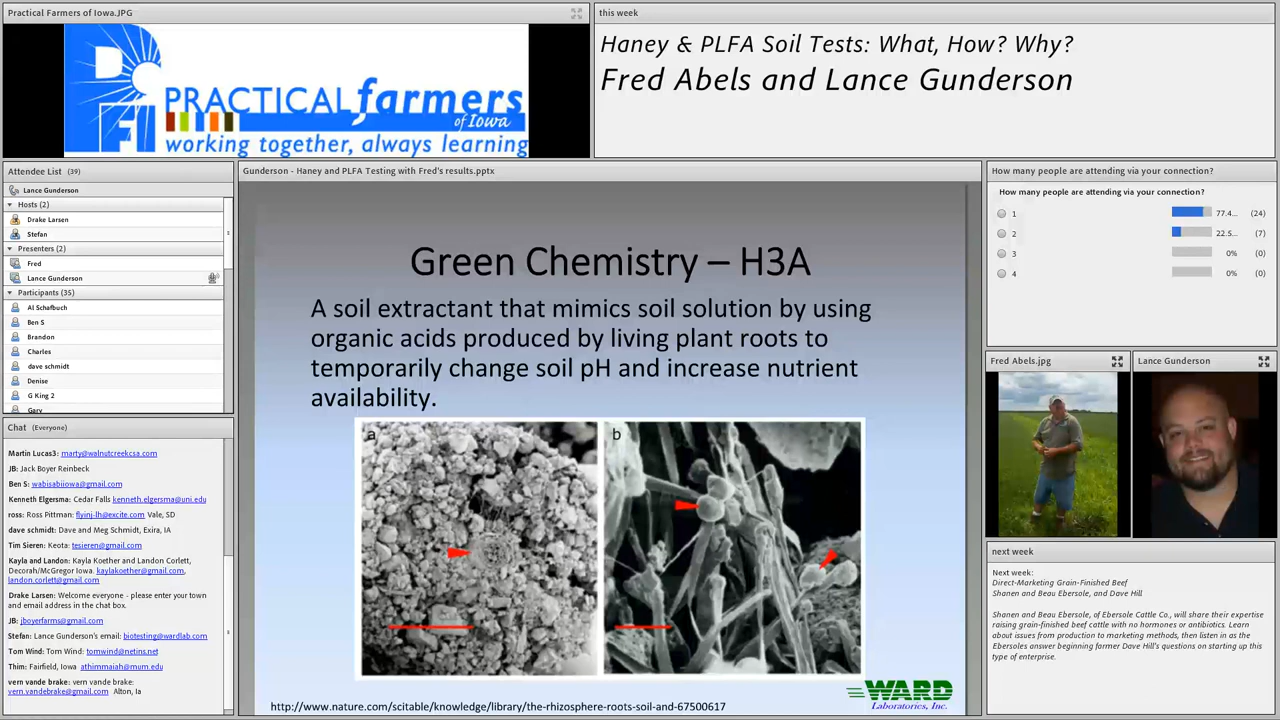 Practical Farmers of Iowa.JPG
PRACTICAL farmers
of Iowa
PFI
working together, always learning
this week
Haney & PLFA Soil Tests: What, How? Why?
Fred Abels and Lance Gunderson
Attendee List (39)
Lance Gunderson
Hosts (2)
Drake Larsen
Stefan
Presenters (2)
Fred
Lance Gunderson
Participants (35)
Al Schafbuch
Ben S
Brandon
Charles
dave schmidt
Denise
G King 2
Gary
Chat (Everyone)
Martin Lucas3: marty@walnutcreekcsa.com
JB: Jack Boyer Reinbeck
Ben S: wabisabiiowa@gmail.com
Kenneth Elgersma: Cedar Falls kenneth.elgersma@uni.edu
ross: Ross Pittman: flyinj-lh@excite.com Vale, SD
dave schmidt: Dave and Meg Schmidt, Exira, IA
Tim Sieren: Keota: tesieren@gmail.com
Kayla and Landon: Kayla Koether and Landon Corlett,
Decorah/McGregor Iowa. kaylakoether@gmail.com,
landon.corlett@gmail.com
Drake Larsen: Welcome everyone - please enter your town
and email address in the chat box.
JB: jboyerfarms@gmail.com
Stefan: Lance Gunderson's email: biotesting@wardlab.com
Tom Wind: Tom Wind: tomwind@netins.net
Thim: Fairfield, Iowa athimmaiah@mum.edu
vern vande brake: vern vande brake:
vern.vandebrake@gmail.com Alton, Ia
Gunderson - Haney and PLFA Testing with Fred's results.pptx
Green Chemistry – H3A
A soil extractant that mimics soil solution by using
organic acids produced by living plant roots to
temporarily change soil pH and increase nutrient
availability.
a
b
WARD
Laboratories, Inc.
http://www.nature.com/scitable/knowledge/library/the-rhizosphere-roots-soil-and-67500617
How many people are attending via your connection?
How many people are attending via your connection?
1 77.4... (24)
2 22.5... (7)
3 0% (0)
4 0% (0)
Fred Abels.jpg
Lance Gunderson
next week
Next week:
Direct-Marketing Grain-Finished Beef
Shanen and Beau Ebersole, and Dave Hill
Shanen and Beau Ebersole, of Ebersole Cattle Co., will share their expertise
raising grain-finished beef cattle with no hormones or antibiotics. Learn
about issues from production to marketing methods, then listen in as the
Ebersoles answer beginning farmer Dave Hill's questions on starting up this
type of enterprise.